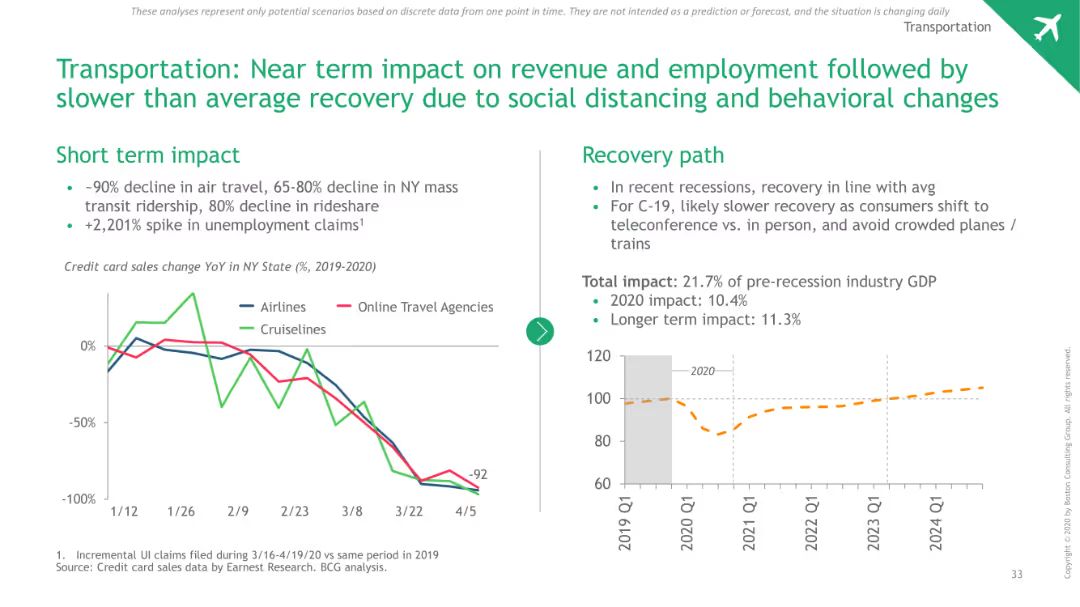 These analyses represent only potential scenarios based on discrete data from one point in time. They are not intended as a prediction or forecast, and the situation is changing daily
Transportation
Transportation: Near term impact on revenue and employment followed by
slower than average recovery due to social distancing and behavioral changes
Short term impact
• ~90% decline in air travel, 65-80% decline in NY mass
transit ridership, 80% decline in rideshare
• +2,201% spike in unemployment claims¹
Credit card sales change YoY in NY State (%, 2019-2020)
Airlines
Online Travel Agencies
Cruiselines
0%
-50%
-100%
-92
1/12 1/26 2/9 2/23 3/8 3/22 4/5
Recovery path
• In recent recessions, recovery in line with avg
• For C-19, likely slower recovery as consumers shift to
teleconference vs. in person, and avoid crowded planes /
trains
Total impact: 21.7% of pre-recession industry GDP
• 2020 impact: 10.4%
• Longer term impact: 11.3%
120
100
80
60
2020
2019 Q1
2020 Q1
2021 Q1
2022 Q1
2023 Q1
2024 Q1
1. Incremental UI claims filed during 3/16-4/19/20 vs same period in 2019
Source: Credit card sales data by Earnest Research. BCG analysis.
33
Copyright © 2020 by Boston Consulting Group. All rights reserved.